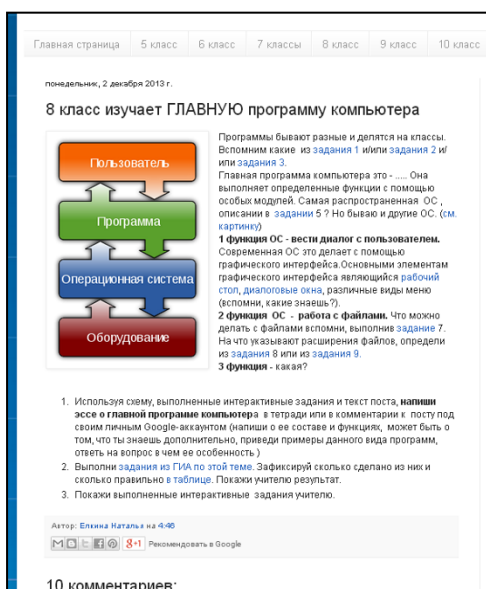 Главная страница 5 класс 6 класс 7 классы 8 класс 9 класс 10 класс
понедельник, 2 декабря 2013 г.
8 класс изучает ГЛАВНУЮ программу компьютера
Пользователь
Программа
Операционная система
Оборудование
Программы бывают разные и делятся на классы.
Вспомним какие из задания 1 и/или задания 2 и/
или задания 3.
Главная программа компьютера это - ..... Она
выполняет определенные функции с помощью
особых модулей. Самая распространенная ОС ,
описании в задании 5 ? Но бываю и другие ОС. (см.
картинку)
1 функция ОС - вести диалог с пользователем.
Современная ОС это делает с помощью
графического интерфейса.Основными элементам
графического интерфейса являющийся рабочий
стол, диалоговые окна, различные виды меню
(вспомни, какие знаешь?).
2 функция ОС - работа с файлами. Что можно
делать с файлами вспомни, выполнив задание 7.
На что указывают расширения файлов, определи
из задания 8 или из задания 9.
3 функция - какая?
1. Используя схему, выполненные интерактивные задания и текст поста, напиши
эссе о главной програме компьютера в тетради или в комментарии к посту под
своим личным Google-аккаунтом (напиши о ее составе и функциях, может быть о
том, что ты знаешь дополнительно, приведи примеры данного вида программ,
ответь на вопрос в чем ее особенность )
2. Выполни задания из ГИА по этой теме. Зафиксируй сколько сделано из них и
сколько правильно в таблице. Покажи учителю результат.
3. Покажи выполненные интерактивные задания учителю.
Автор: Елкина Наталья на 4:46
g+1 Рекомендовать в Google
10 комментариев: